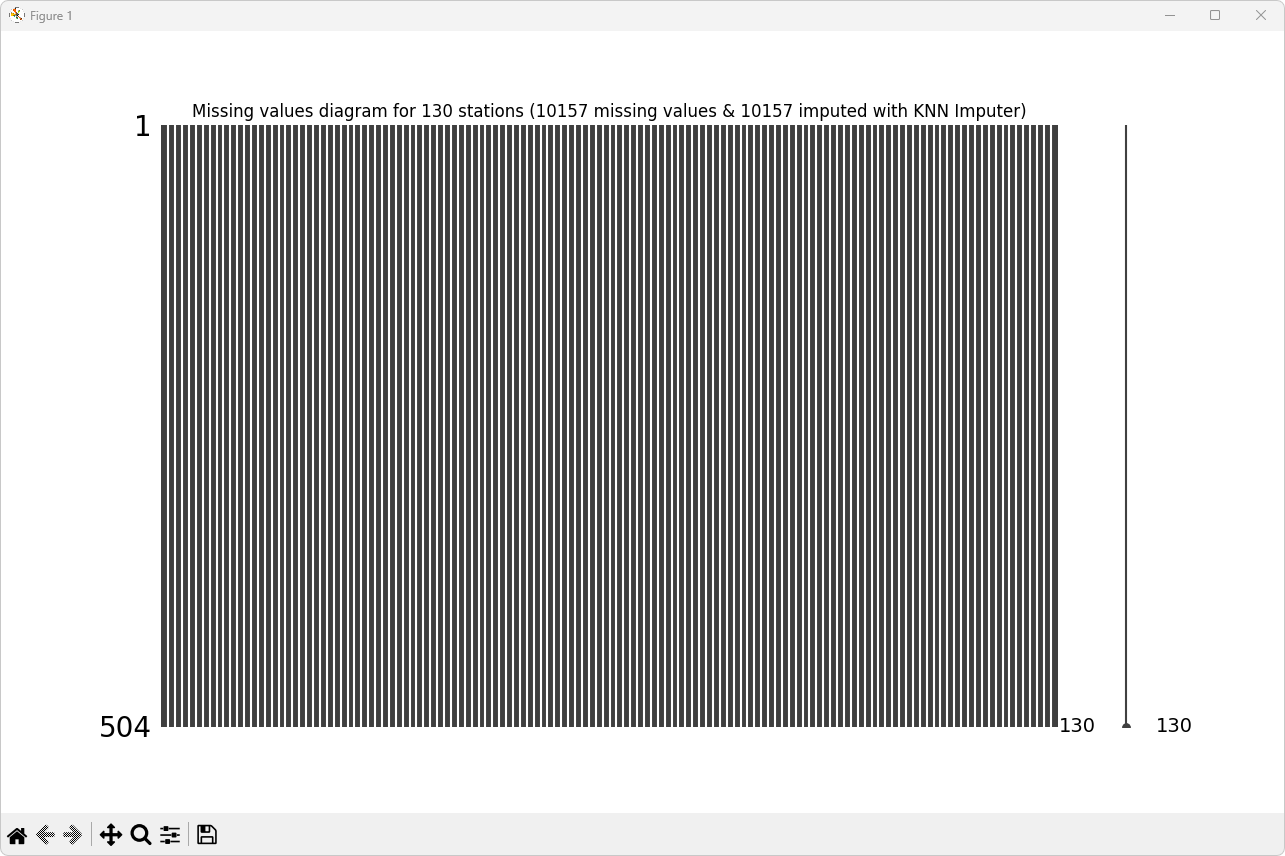 Figure 1
Missing values diagram for 130 stations (10157 missing values & 10157 imputed with KNN Imputer)
1
504
130
130